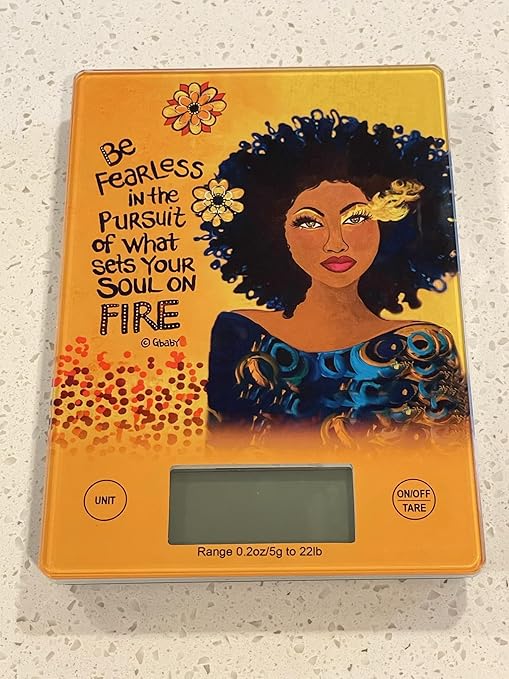 Be
FEARLESS
in the
PURSUIT
of what
sets YOUR
SOUL ON
FIRE
© GbaBY
UNIT
ON/OFF
TARE
Range 0.2oz/5g to 22lb